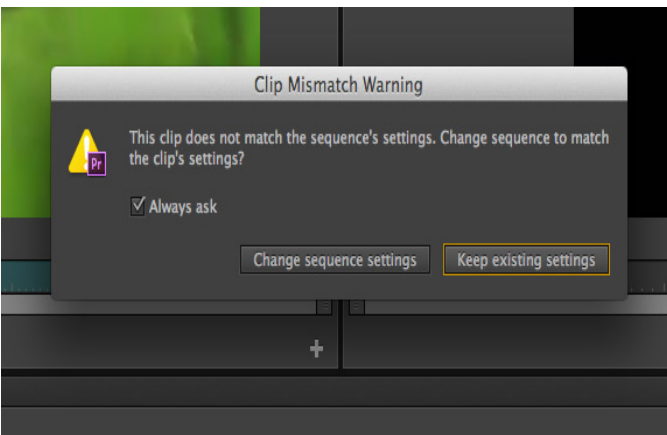 Clip Mismatch Warning
This clip does not match the sequence's settings. Change sequence to match
the clip's settings?
Pr
Always ask
Change sequence settings
Keep existing settings